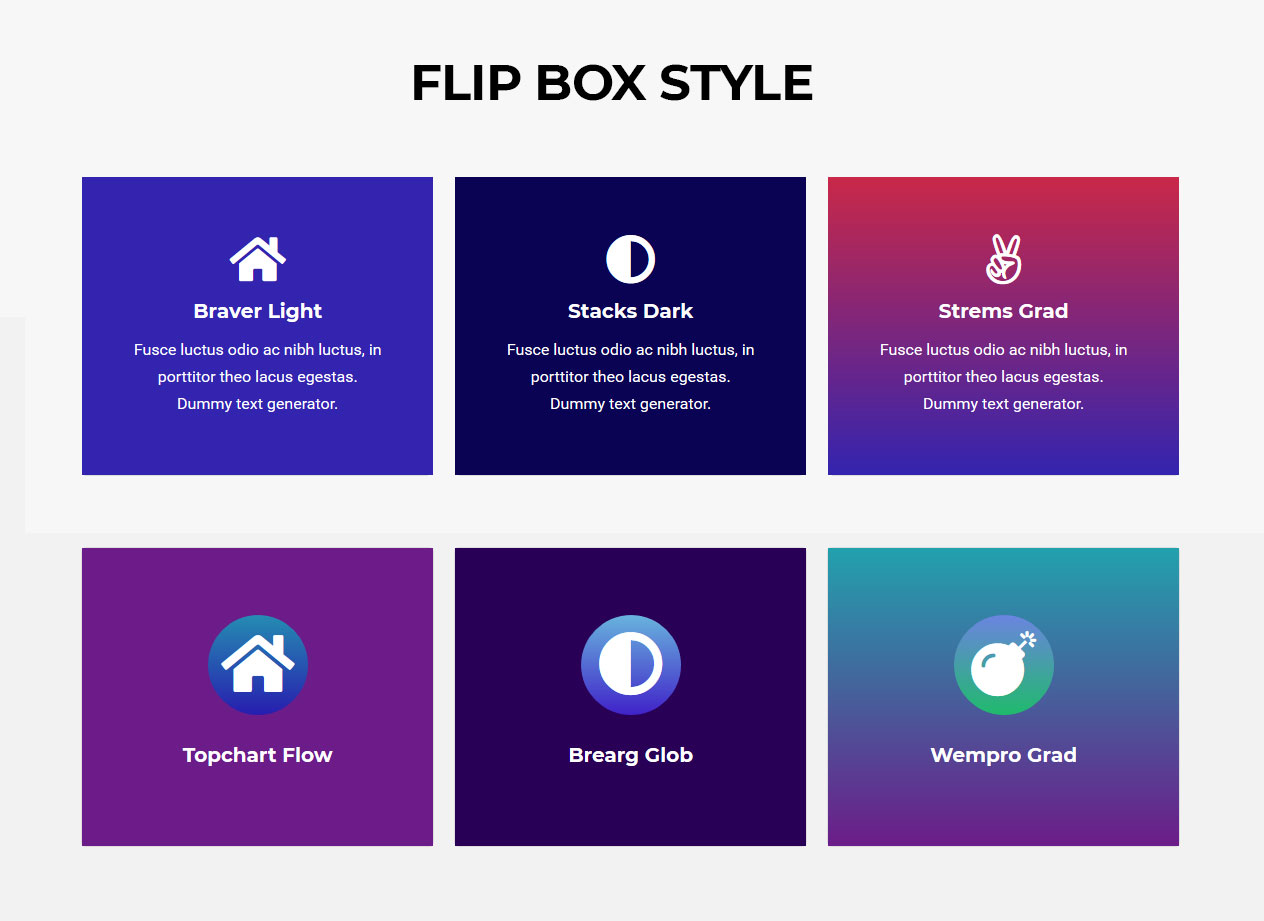 FLIP BOX STYLE
Braver Light
Fusce luctus odio ac nibh luctus, in
porttitor theo lacus egestas.
Dummy text generator.
Stacks Dark
Fusce luctus odio ac nibh luctus, in
porttitor theo lacus egestas.
Dummy text generator.
Strems Grad
Fusce luctus odio ac nibh luctus, in
porttitor theo lacus egestas.
Dummy text generator.
Topchart Flow
Brearg Glob
Wempro Grad